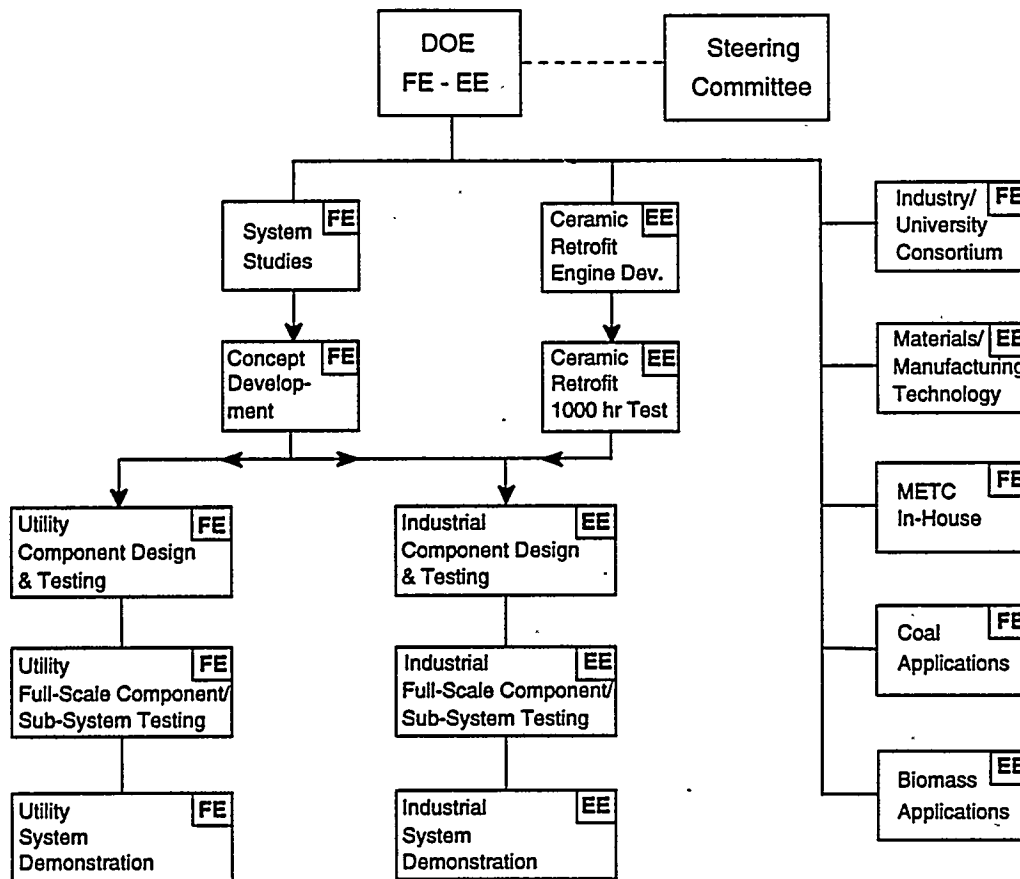 DOE
FE - EE
Steering
Committee
System
Studies
FE
Ceramic
Retrofit
Engine Dev.
EE
Industry/
University
Consortium
FE
Concept
Develop-
ment
FE
Ceramic
Retrofit
1000 hr Test
EE
Materials/
Manufacturing
Technology
EE
METC
In-House
FE
Utility
Component Design
& Testing
FE
Industrial
Component Design
& Testing
EE
Coal
Applications
FE
Utility
Full-Scale Component/
Sub-System Testing
FE
Industrial
Full-Scale Component/
Sub-System Testing
EE
Biomass
Applications
EE
Utility
System
Demonstration
FE
Industrial
System
Demonstration
EE